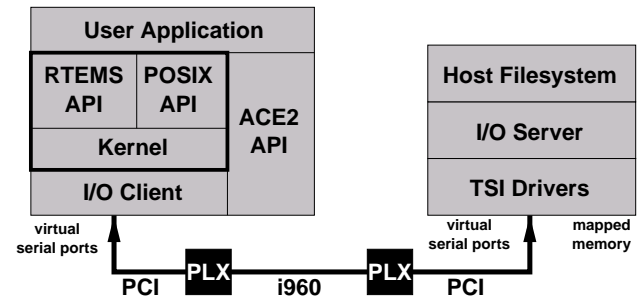 User Application
RTEMS
API
POSIX
API
ACE2
API
Kernel
I/O Client
Host Filesystem
I/O Server
TSI Drivers
virtual
serial ports
virtual
serial ports
mapped
memory
PLX
PLX
PCI
i960
PCI